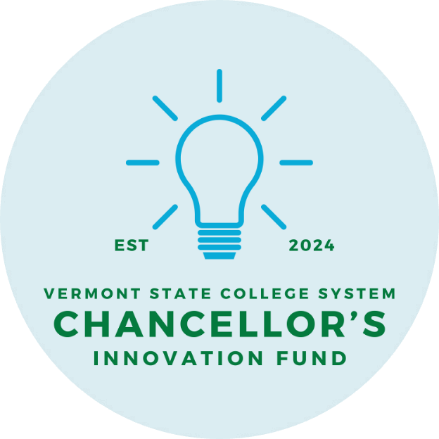 EST 2024
VERMONT STATE COLLEGE SYSTEM
CHANCELLOR’S
INNOVATION FUND